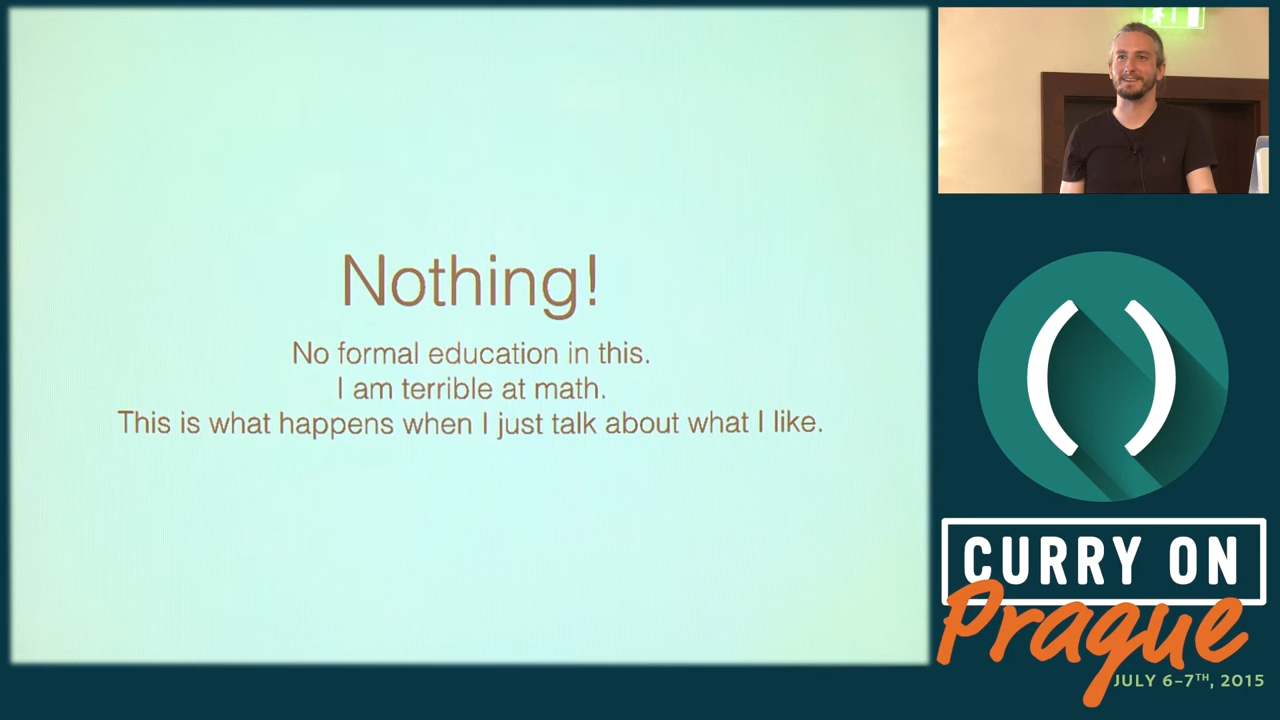 Nothing!
No formal education in this.
I am terrible at math.
This is what happens when I just talk about what I like.
()
CURRY ON
Prague
JULY 6-7TH, 2015